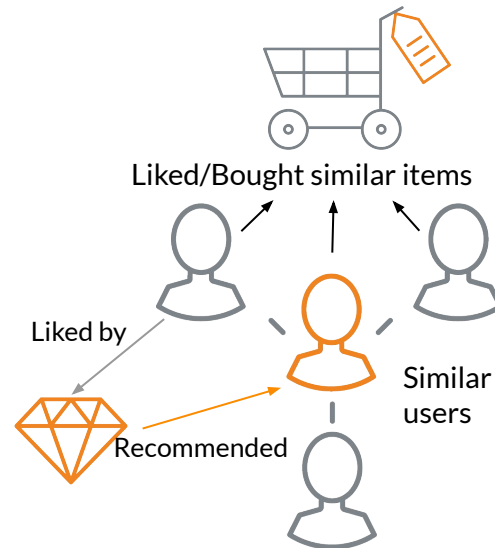 Liked/Bought similar items
Liked by
Similar
users
Recommended